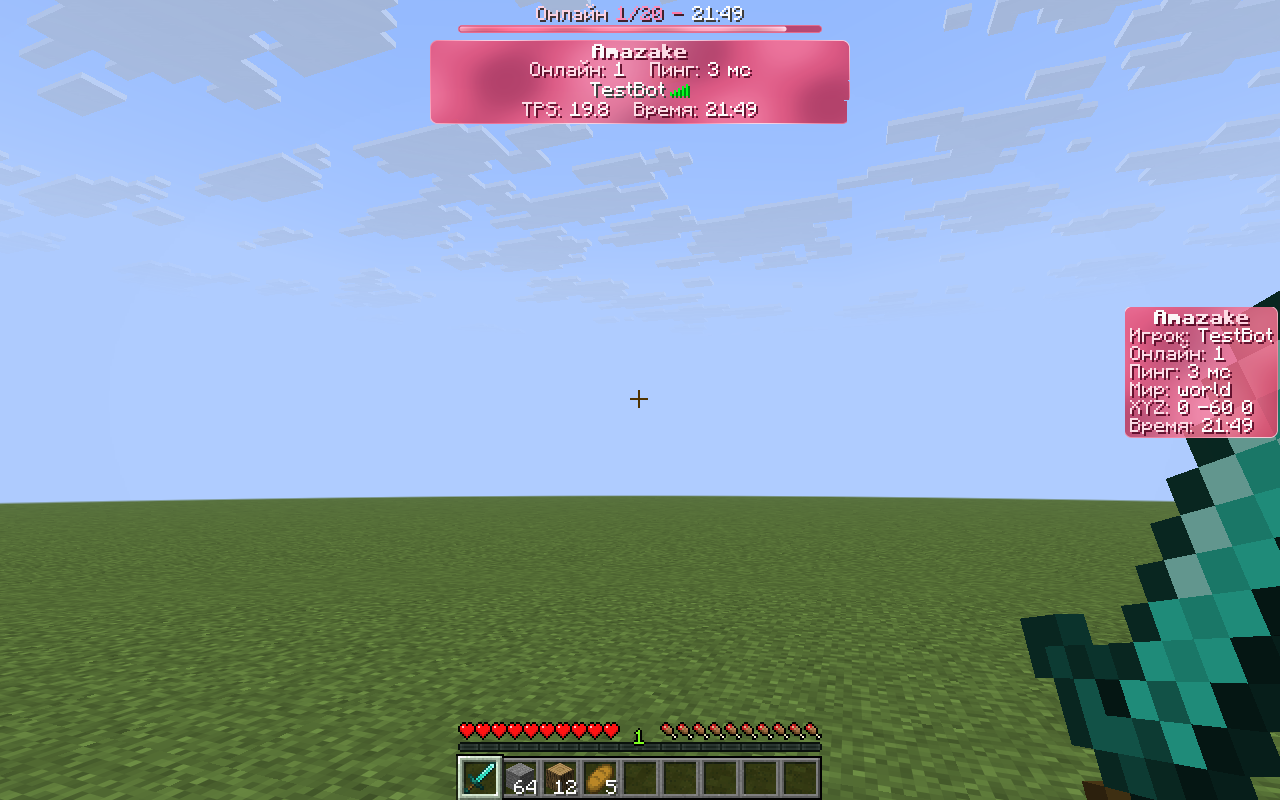 Онлайн 1/20 - 21:49
Amazake
Онлайн: 1 Пинг: 3 мс
TestBot
TPS: 19.8 Время: 21:49
Amazake
Игрок: TestBot
Онлайн: 1
Пинг: 3 мс
Мир: world
XYZ: 0 -60 0
Время: 21:49
1
64 12 5